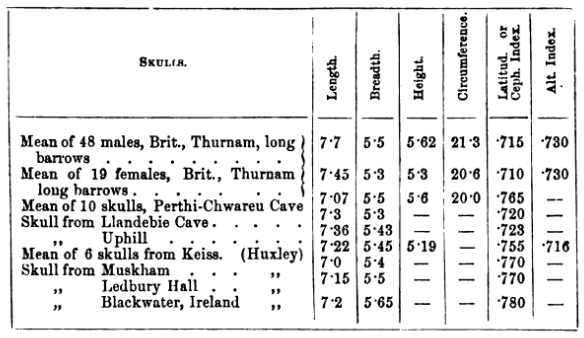 SKULLS. Length. Breadth. Height. Circumference. Latitud. or Ceph. Index. Alt. Index.
Mean of 48 males, Brit., Thurnam, long barrows . . . . . . . . . 7·7 5·5 5·62 21·3 ·715 ·730
Mean of 19 females, Brit., Thurnam long barrows . . . . . . . . 7·45 5·3 5·3 20·6 ·710 ·730
Mean of 10 skulls, Perthi-Chwareu Cave 7·07 5·5 5·6 20·0 ·765 —
Skull from Llandebie Cave . . . . . 7·3 5·3 — — ·720 —
„ Uphill . . . . . . . 7·36 5·43 — — ·723 —
Mean of 6 skulls from Keiss. (Huxley) 7·22 5·45 5·19 — ·755 ·716
Skull from Muskham . . . „ 7·0 5·4 — — ·770 —
„ Ledbury Hall . . „ 7·15 5·5 — — ·770 —
„ Blackwater, Ireland „ 7·2 5·65 — — ·780 —